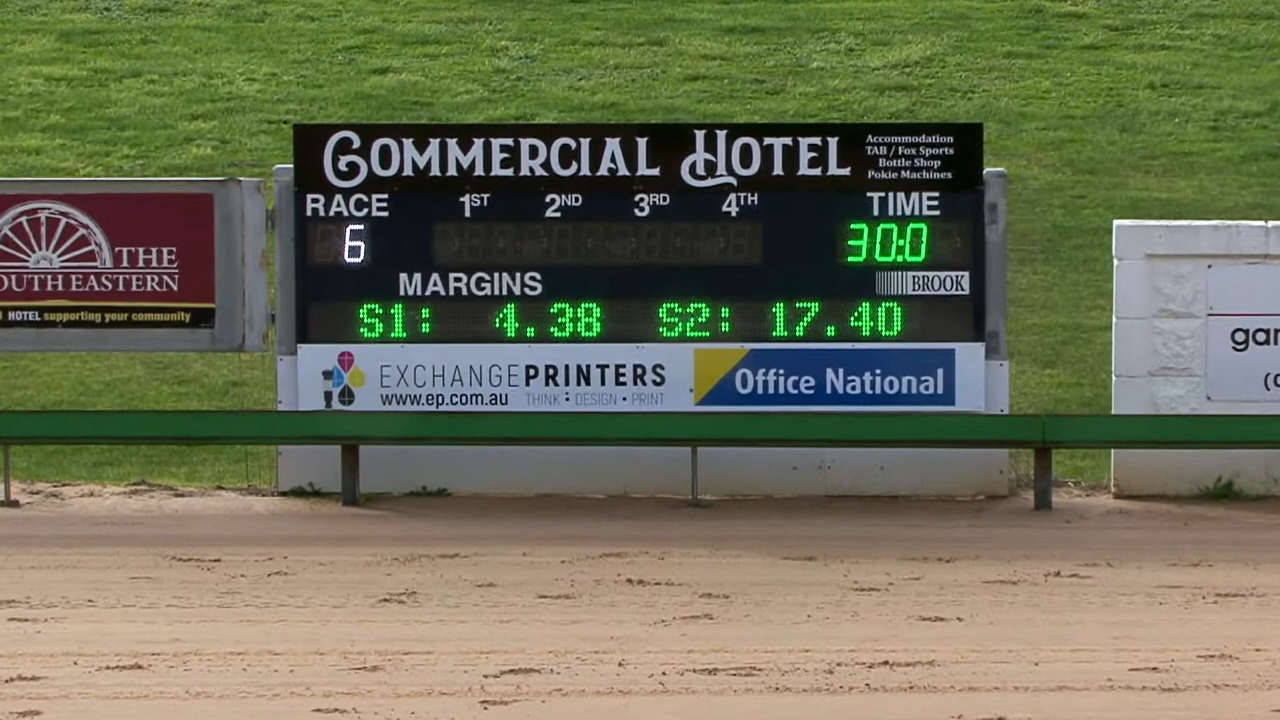 COMMERCIAL HOTEL
Accommodation
TAB / Fox Sports
Bottle Shop
Pokie Machines
RACE 1ST 2ND 3RD 4TH TIME
6 30:0
MARGINS BROOK
S1: 4.38 S2: 17.40
EXCHANGEPRINTERS
www.ep.com.au THINK : DESIGN • PRINT
Office National
THE
OUTH EASTERN
HOTEL supporting your community
gar
(0